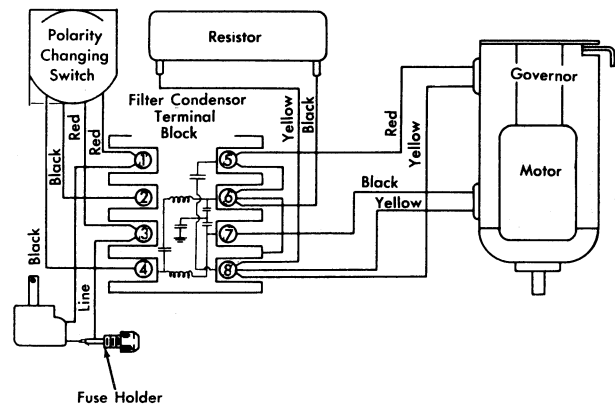 Polarity
Changing
Switch
Resistor
Governor
Filter Condensor
Terminal
Block
Red
Red
Black
Yellow
Black
Red
Yellow
1
2
3
4
5
6
7
8
Black
Yellow
Motor
Black
Line
Fuse Holder